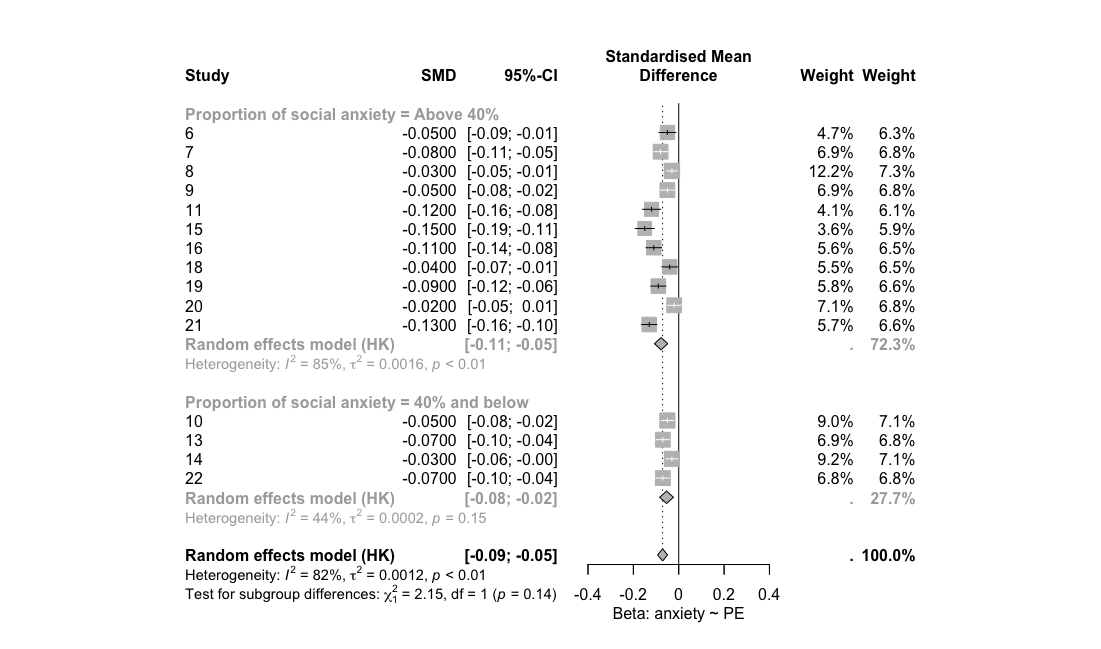 Standardised Mean
Study SMD 95%-CI Difference Weight Weight
Proportion of social anxiety = Above 40%
6 -0.0500 [-0.09; -0.01] 4.7% 6.3%
7 -0.0800 [-0.11; -0.05] 6.9% 6.8%
8 -0.0300 [-0.05; -0.01] 12.2% 7.3%
9 -0.0500 [-0.08; -0.02] 6.9% 6.8%
11 -0.1200 [-0.16; -0.08] 4.1% 6.1%
15 -0.1500 [-0.19; -0.11] 3.6% 5.9%
16 -0.1100 [-0.14; -0.08] 5.6% 6.5%
18 -0.0400 [-0.07; -0.01] 5.5% 6.5%
19 -0.0900 [-0.12; -0.06] 5.8% 6.6%
20 -0.0200 [-0.05; 0.01] 7.1% 6.8%
21 -0.1300 [-0.16; -0.10] 5.7% 6.6%
Random effects model (HK) [-0.11; -0.05] . 72.3%
Heterogeneity: I² = 85%, τ² = 0.0016, p < 0.01
Proportion of social anxiety = 40% and below
10 -0.0500 [-0.08; -0.02] 9.0% 7.1%
13 -0.0700 [-0.10; -0.04] 6.9% 6.8%
14 -0.0300 [-0.06; -0.00] 9.2% 7.1%
22 -0.0700 [-0.10; -0.04] 6.8% 6.8%
Random effects model (HK) [-0.08; -0.02] . 27.7%
Heterogeneity: I² = 44%, τ² = 0.0002, p = 0.15
Random effects model (HK) [-0.09; -0.05] . 100.0%
Heterogeneity: I² = 82%, τ² = 0.0012, p < 0.01
Test for subgroup differences: χ₁² = 2.15, df = 1 (p = 0.14)
-0.4 -0.2 0 0.2 0.4
Beta: anxiety ~ PE